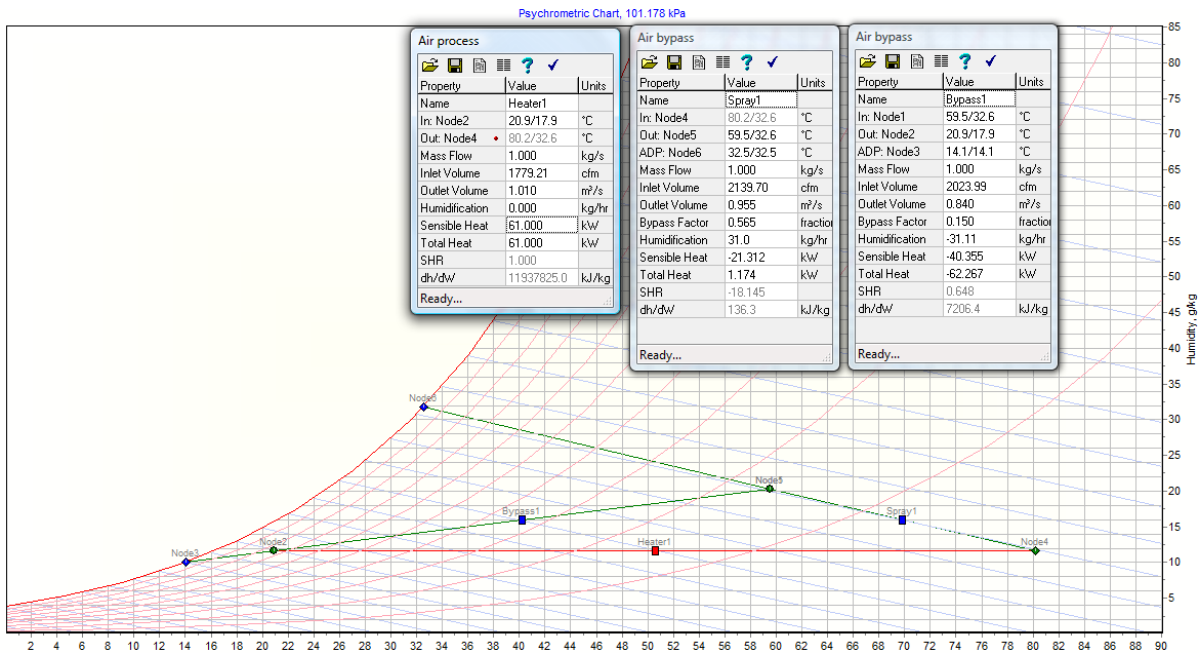 Psychrometric Chart, 101.178 kPa
Air process
Property Value Units
Name Heater1
In: Node2 20.9/17.9 °C
Out: Node4 80.2/32.6 °C
Mass Flow 1.000 kg/s
Inlet Volume 1779.21 cfm
Outlet Volume 1.010 m³/s
Humidification 0.000 kg/hr
Sensible Heat 61.000 kW
Total Heat 61.000 kW
SHR 1.000
dh/dW 11937825.0 kJ/kg
Ready...
Air bypass
Property Value Units
Name Spray1
In: Node4 80.2/32.6 °C
Out: Node5 59.5/32.6 °C
ADP: Node6 32.5/32.5 °C
Mass Flow 1.000 kg/s
Inlet Volume 2139.70 cfm
Outlet Volume 0.955 m³/s
Bypass Factor 0.565 fraction
Humidification 31.0 kg/hr
Sensible Heat -21.312 kW
Total Heat 1.174 kW
SHR -18.145
dh/dW 136.3 kJ/kg
Ready...
Air bypass
Property Value Units
Name Bypass1
In: Node1 59.5/32.6 °C
Out: Node2 20.9/17.9 °C
ADP: Node3 14.1/14.1 °C
Mass Flow 1.000 kg/s
Inlet Volume 2023.99 cfm
Outlet Volume 0.840 m³/s
Bypass Factor 0.150 fraction
Humidification -31.11 kg/hr
Sensible Heat -40.355 kW
Total Heat -62.267 kW
SHR 0.648
dh/dW 7206.4 kJ/kg
Ready...
85
80
75
70
65
60
55
50
45
40
35
30
25
20
15
10
5
Humidity, g/kg
Node6
Bypass1
Spray1
Node3
Node2
Heater1
Node4
2 4 6 8 10 12 14 16 18 20 22 24 26 28 30 32 34 36 38 40 42 44 46 48 50 52 54 56 58 60 62 64 66 68 70 72 74 76 78 80 82 84 86 88 90